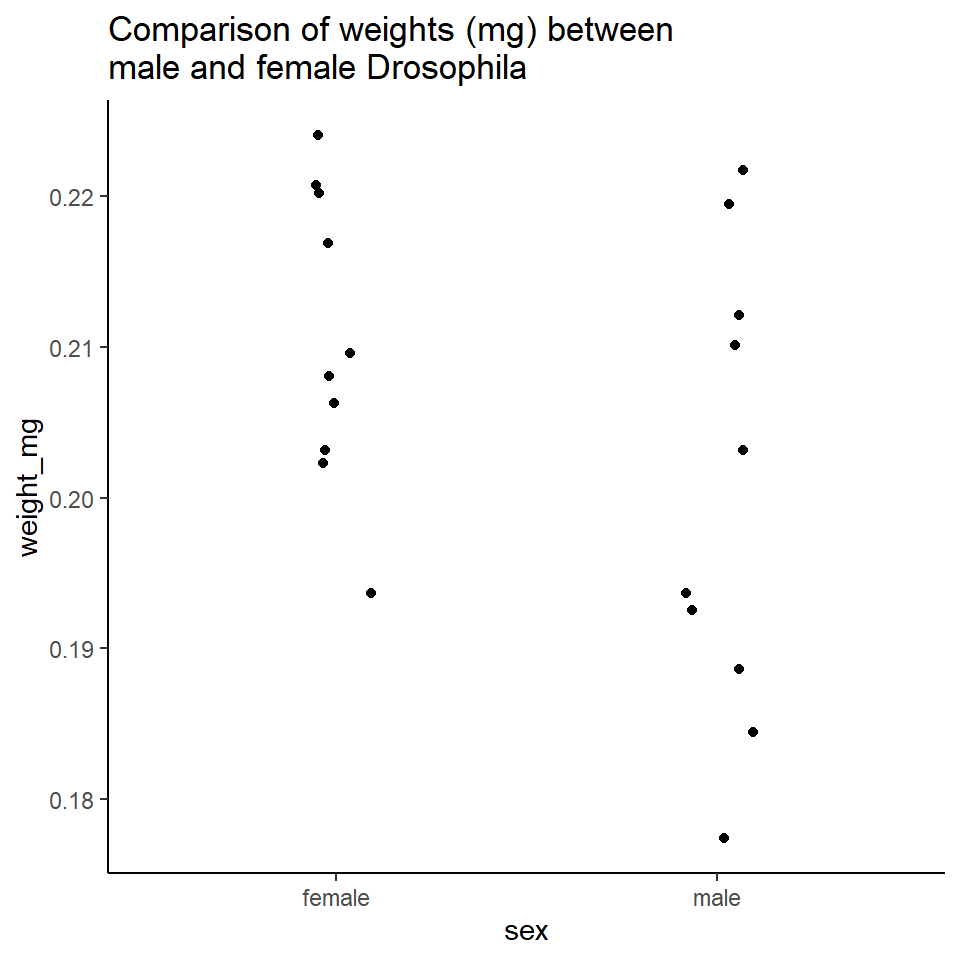 Comparison of weights (mg) between
male and female Drosophila
weight_mg
0.22
0.21
0.20
0.19
0.18
female male
sex